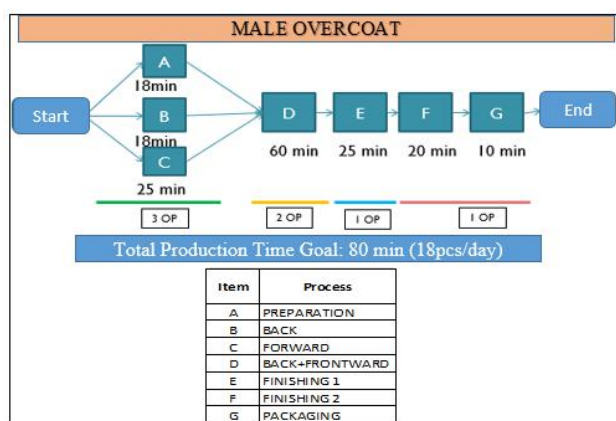 MALE OVERCOAT
A
18min
Start
B
18min
C
25 min
D
60 min
E
25 min
F
20 min
G
10 min
End
3 OP
2 OP
1 OP
1 OP
Total Production Time Goal: 80 min (18pcs/day)
Item Process
A PREPARATION
B BACK
C FORWARD
D BACK+FRONTWARD
E FINISHING 1
F FINISHING 2
G PACKAGING